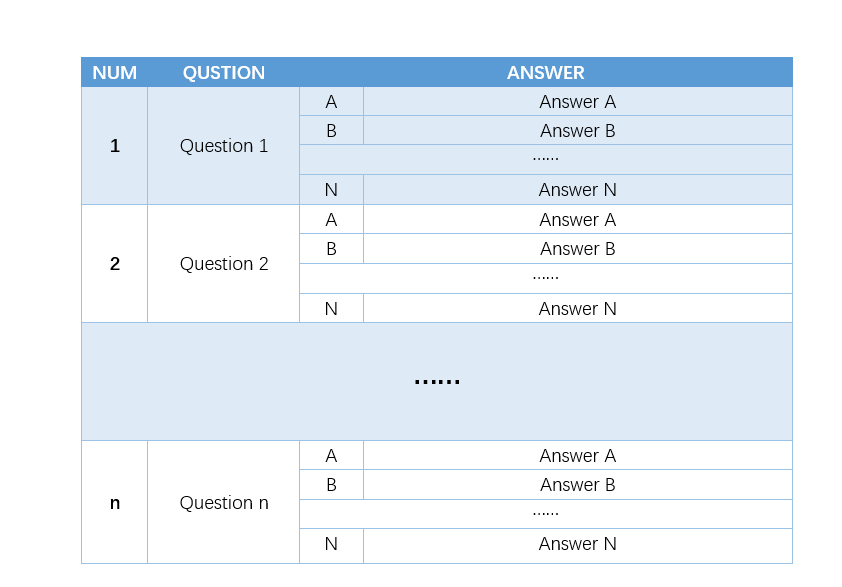 NUM QUSTION ANSWER
A Answer A
B Answer B
1 Question 1
……
N Answer N
A Answer A
B Answer B
2 Question 2
……
N Answer N
……
A Answer A
B Answer B
n Question n
……
N Answer N